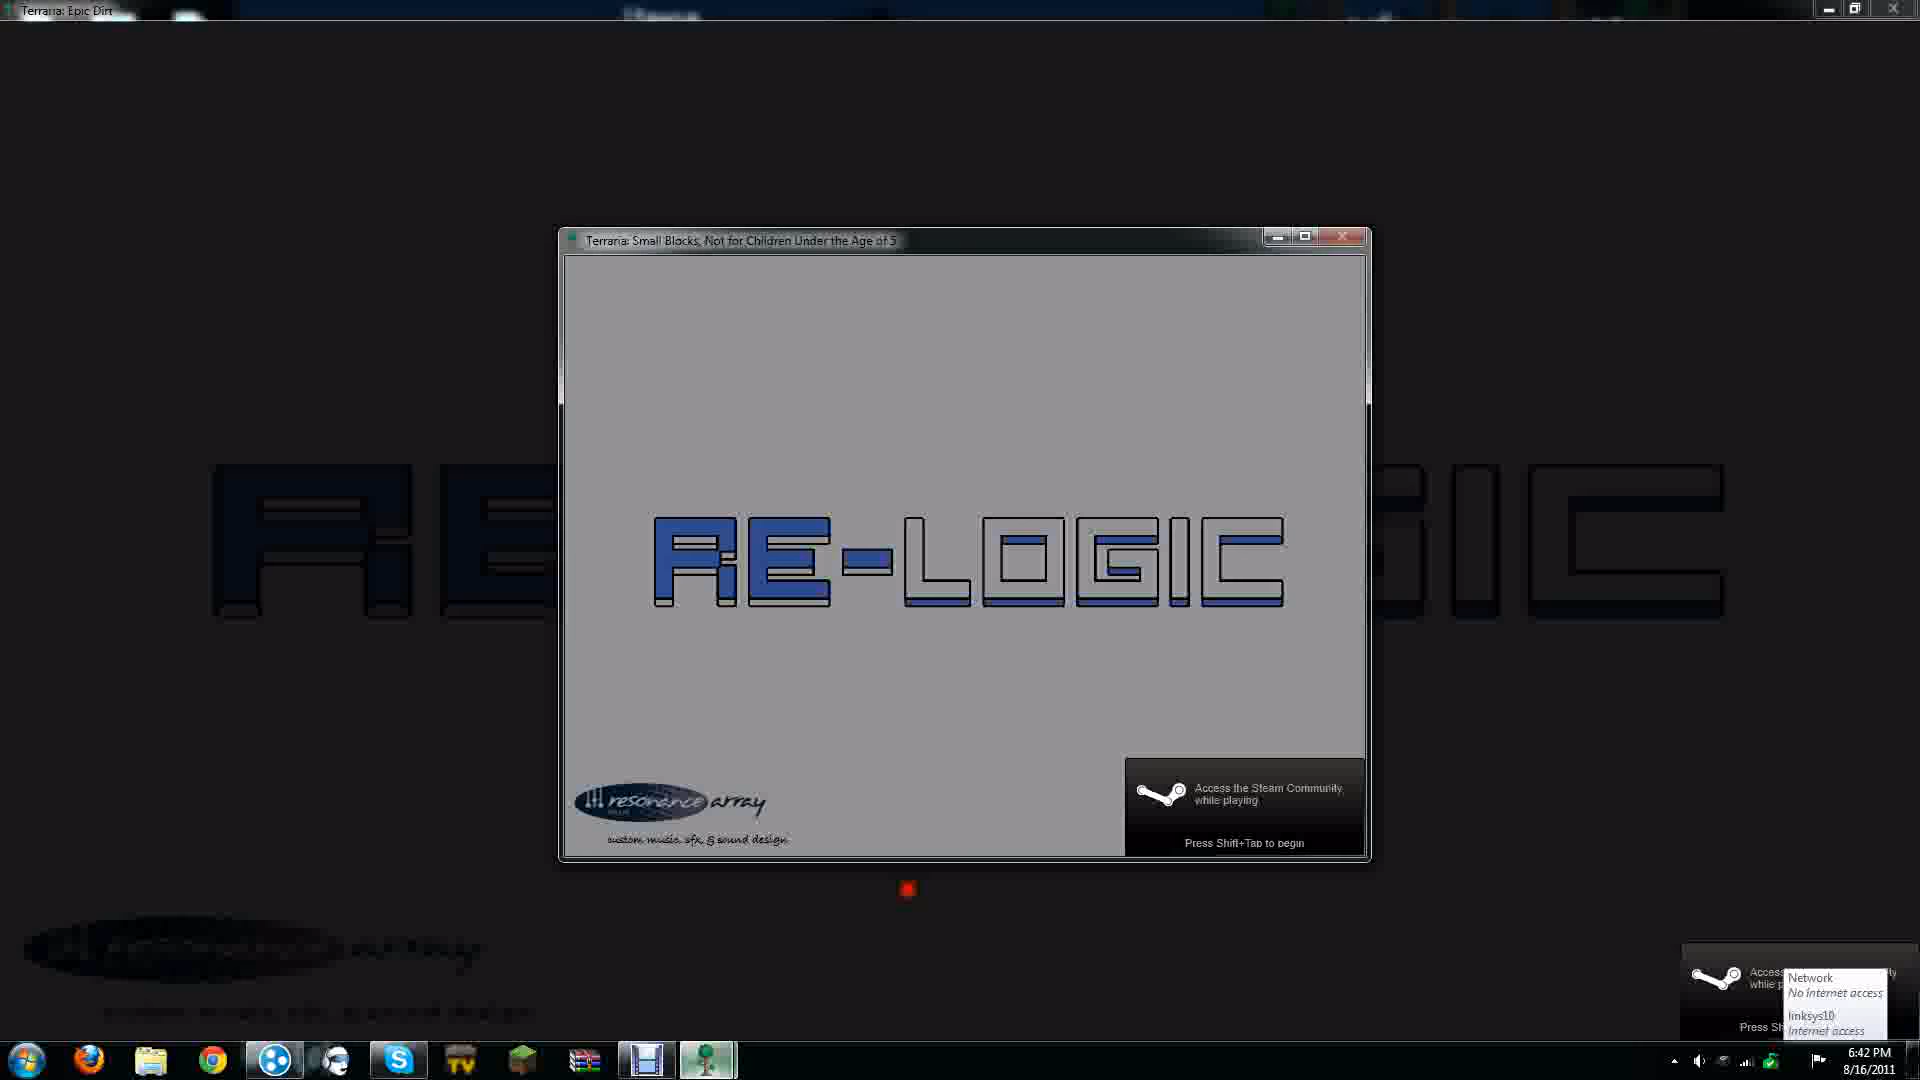 Terraria: Epic Dirt
Terraria: Small Blocks, Not for Children Under the Age of 5
RE-LOGIC
resonance array
custom music, sfx, & sound design
Access the Steam Community
while playing
Press Shift+Tap to begin
Network
No Internet access
linksys10
Internet access
TV
6:42 PM
8/16/2011